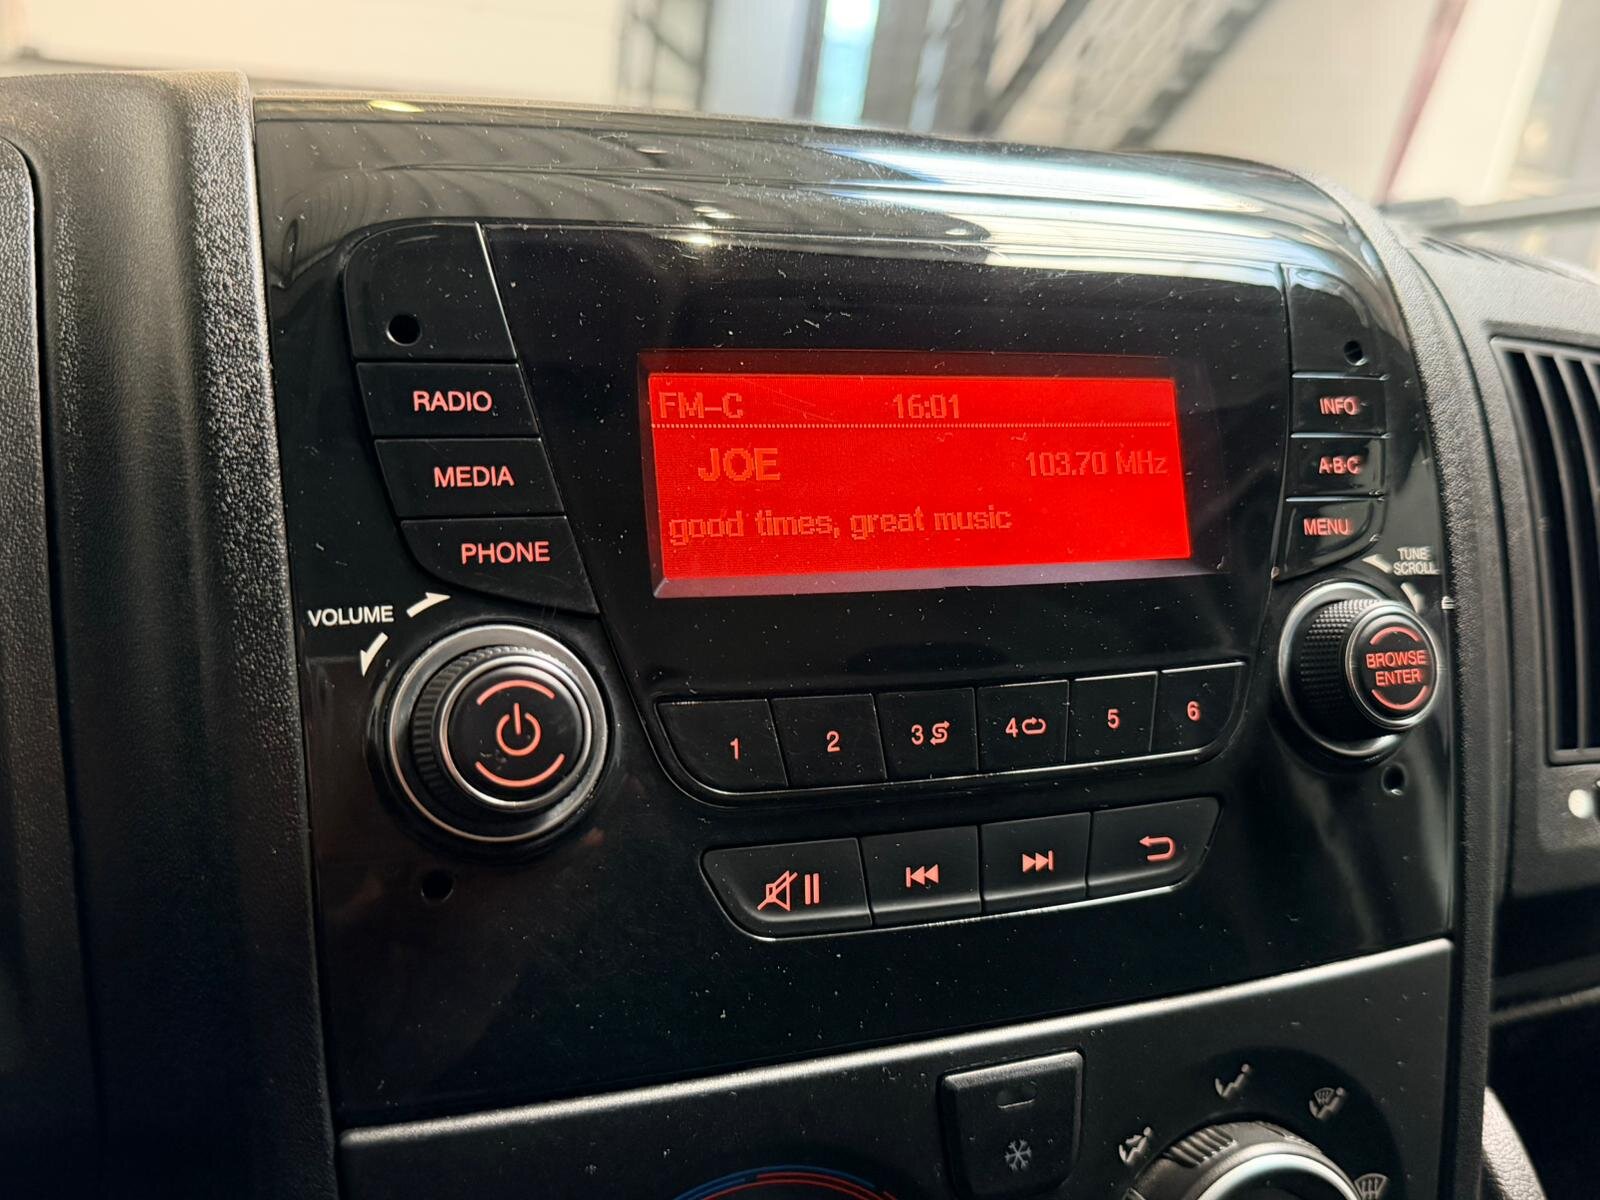 RADIO
MEDIA
PHONE
VOLUME
FM-C 16:01
JOE 103.70 MHz
good times, great music
INFO
A·B·C
MENU
TUNE
SCROLL
BROWSE
ENTER
1 2 3 4 5 6